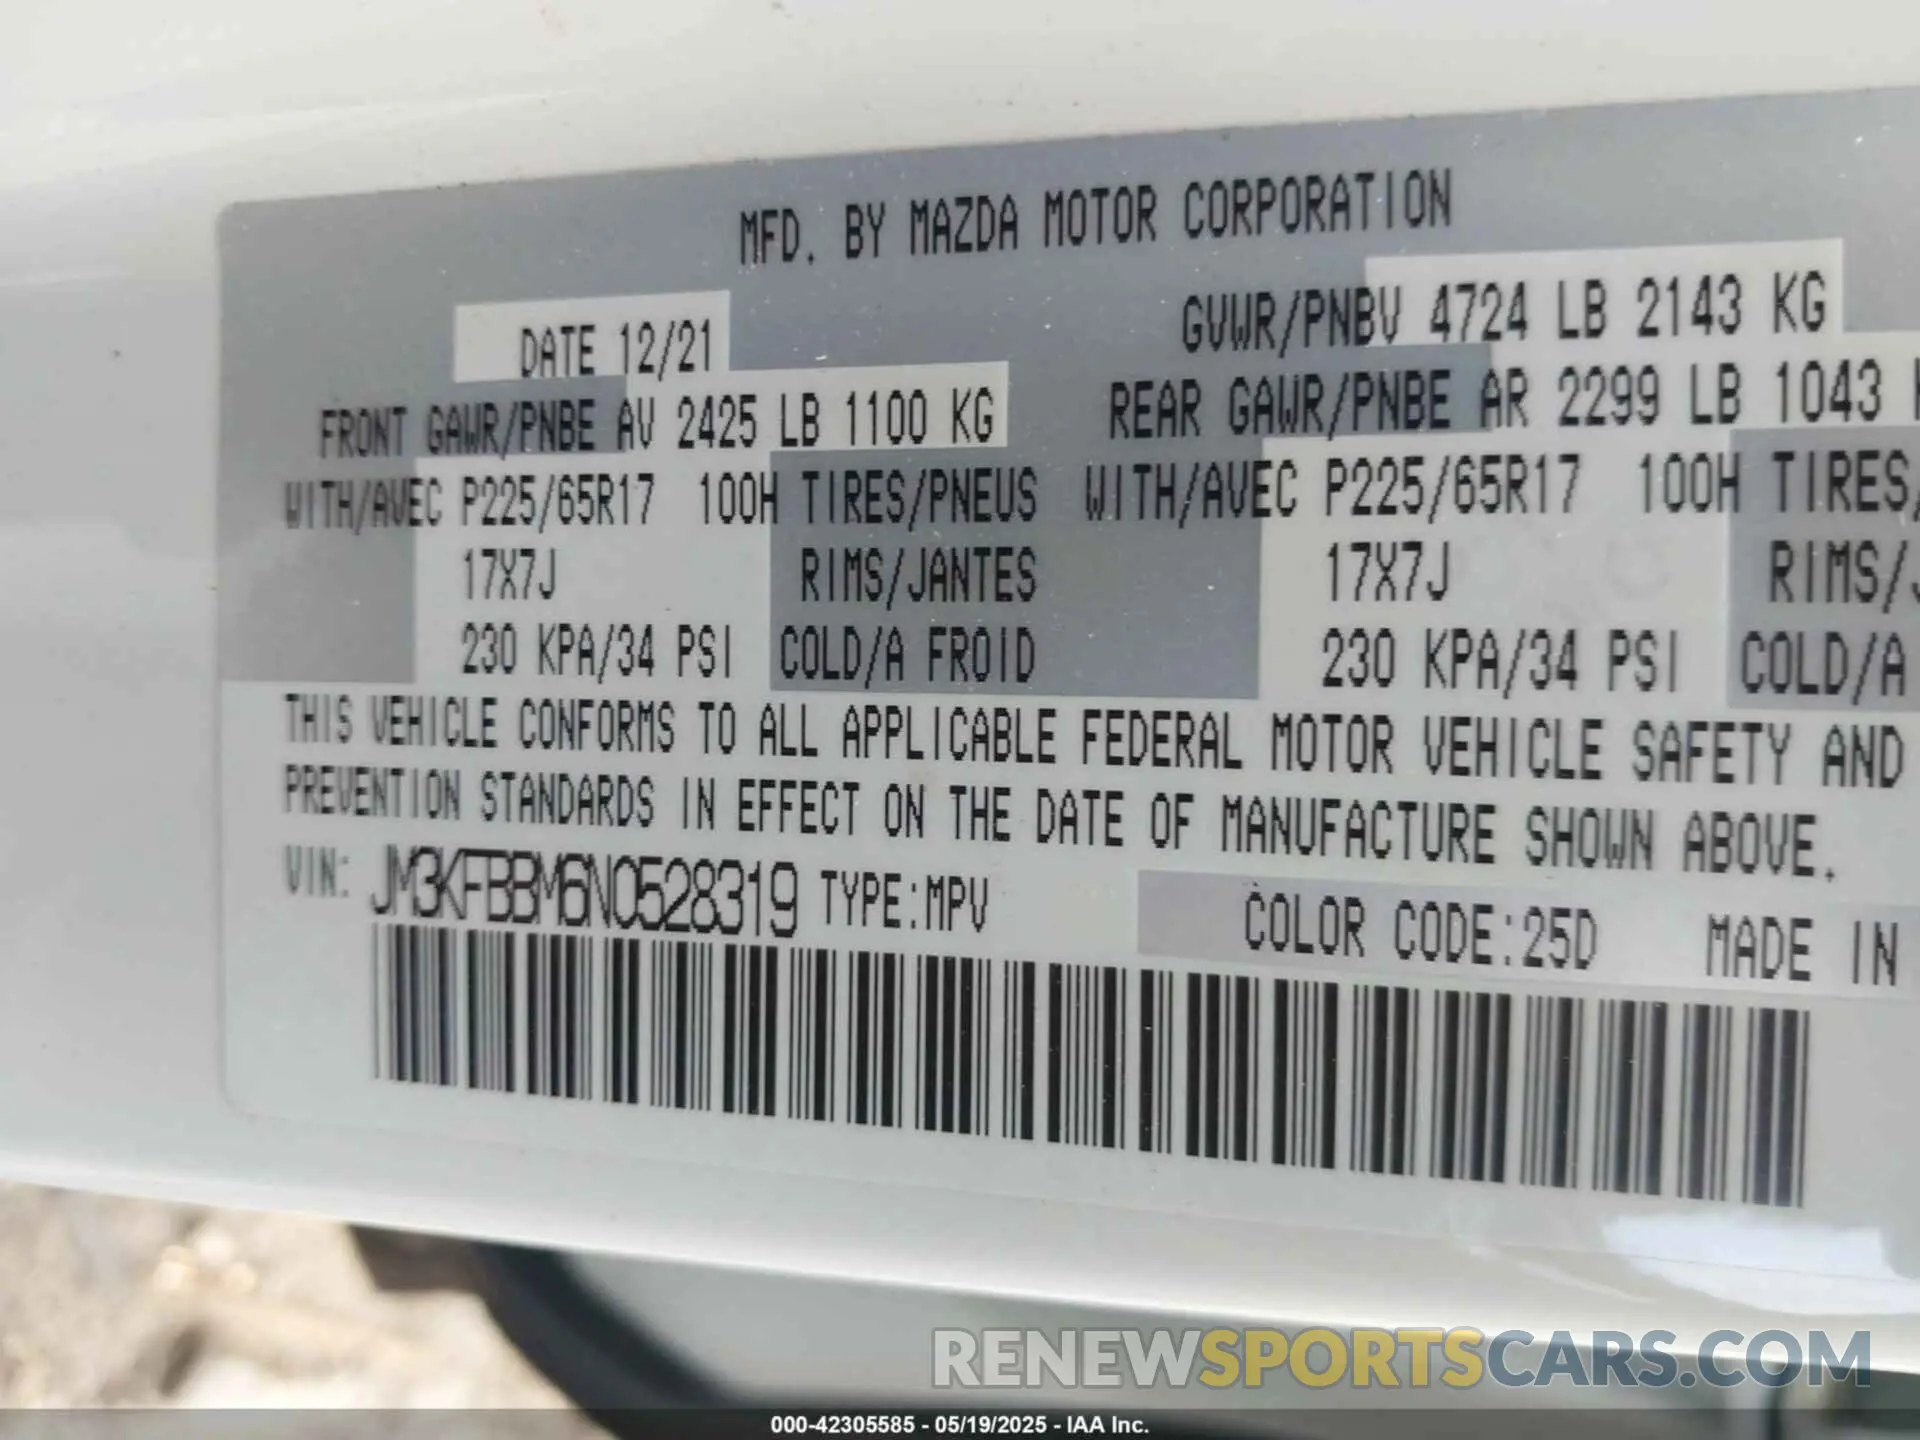 MFD. BY MAZDA MOTOR CORPORATION
DATE 12/21 GVWR/PNBV 4724 LB 2143 KG
FRONT GAWR/PNBE AV 2425 LB 1100 KG REAR GAWR/PNBE AR 2299 LB 1043
WITH/AVEC P225/65R17 100H TIRES/PNEUS WITH/AVEC P225/65R17 100H TIRES/
17X7J RIMS/JANTES 17X7J RIMS/
230 KPA/34 PSI COLD/A FROID 230 KPA/34 PSI COLD/A
THIS VEHICLE CONFORMS TO ALL APPLICABLE FEDERAL MOTOR VEHICLE SAFETY AND
PREVENTION STANDARDS IN EFFECT ON THE DATE OF MANUFACTURE SHOWN ABOVE.
VIN: JM3KFBBM6N0528319 TYPE:MPV COLOR CODE:25D MADE IN
RENEWSPORTSCARS.COM
000-42305585 - 05/19/2025 - IAA Inc.